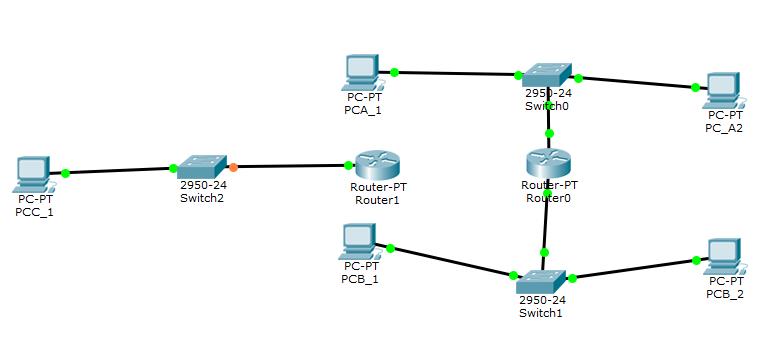 PC-PT
PCA_1
2950-24
Switch0
PC-PT
PC_A2
PC-PT
PCC_1
2950-24
Switch2
Router-PT
Router1
Router-PT
Router0
PC-PT
PCB_1
2950-24
Switch1
PC-PT
PCB_2